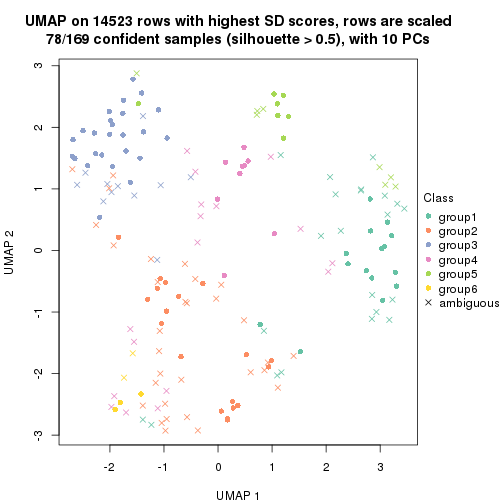 UMAP on 14523 rows with highest SD scores, rows are scaled
78/169 confident samples (silhouette > 0.5), with 10 PCs
3
2
1
0
-1
-2
-3
UMAP 2
-2
-1
0
1
2
3
UMAP 1
Class
group1
group2
group3
group4
group5
group6
ambiguous